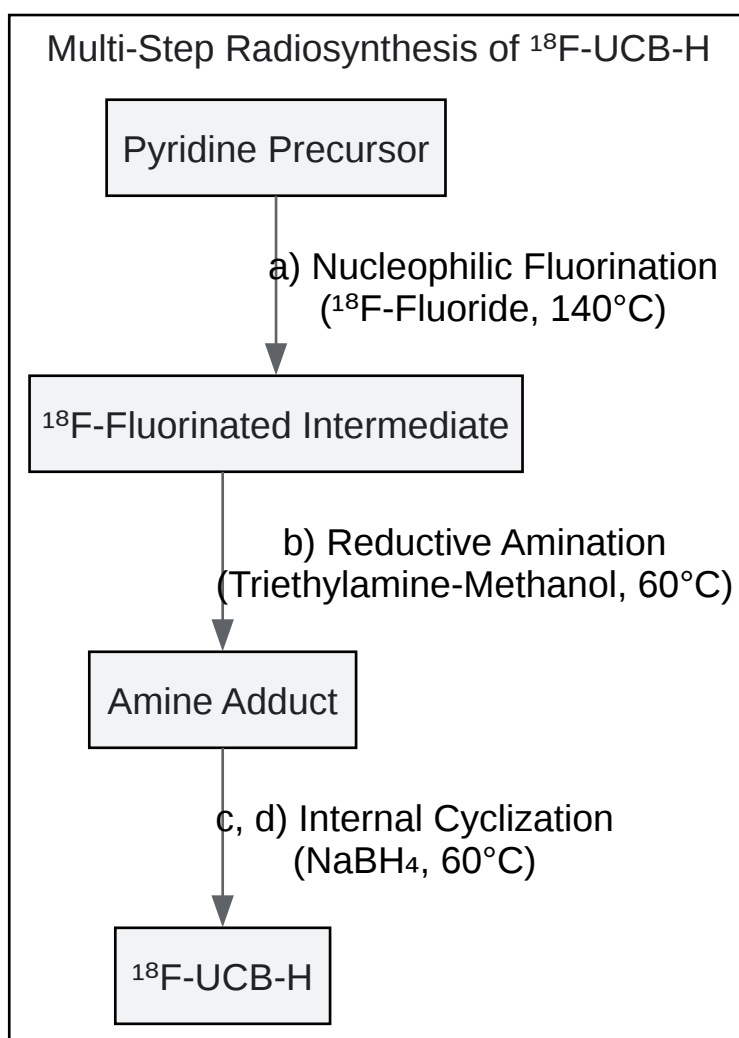 Multi-Step Radiosynthesis of ¹⁸F-UCB-H
Pyridine Precursor
a) Nucleophilic Fluorination
(¹⁸F-Fluoride, 140°C)
¹⁸F-Fluorinated Intermediate
b) Reductive Amination
(Triethylamine-Methanol, 60°C)
Amine Adduct
c, d) Internal Cyclization
(NaBH₄, 60°C)
¹⁸F-UCB-H